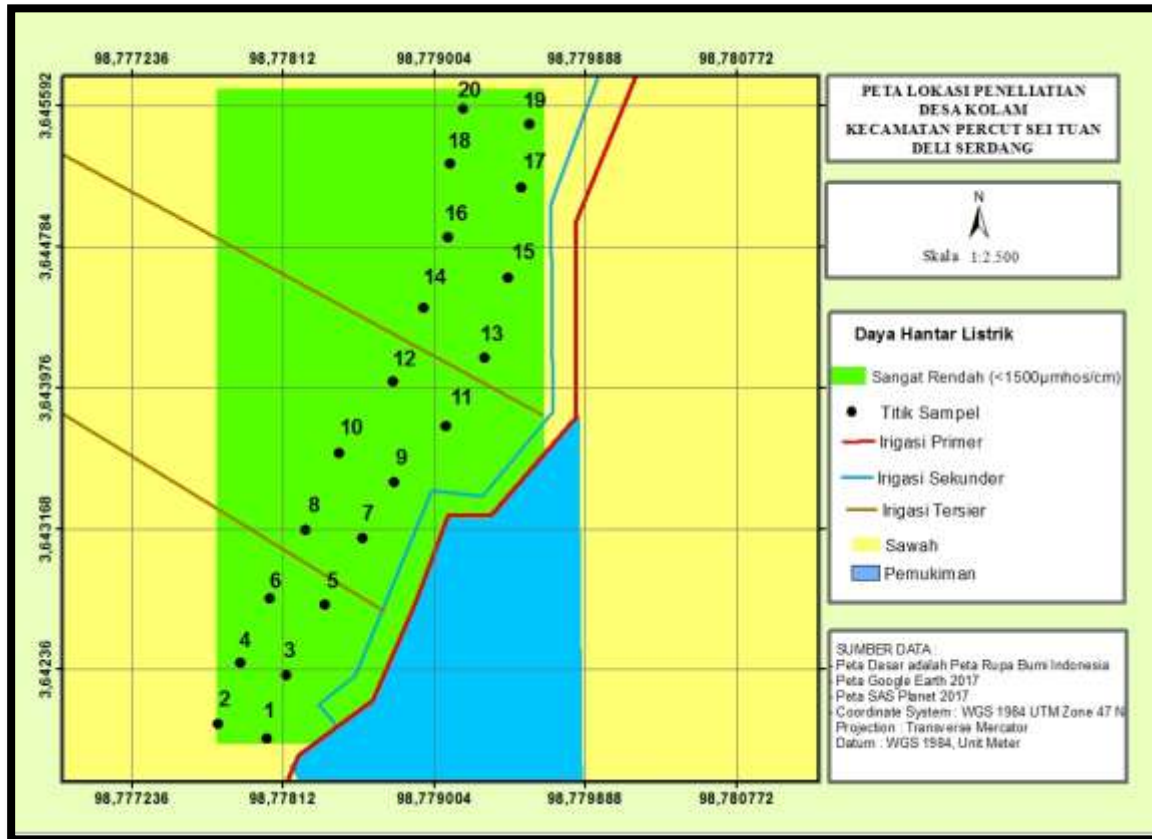 98,777236 98,77812 98,779004 98,779888 98,780772
3,645592
3,644784
3,643976
3,643168
3,64236
20
19
18
17
16
15
14
13
12
11
10
9
8
7
6
5
4
3
2
1
98,777236 98,77812 98,779004 98,779888 98,780772
PETA LOKASI PENELIATIAN
DESA KOLAM
KECAMATAN PERCUT SEI TUAN
DELI SERDANG
N
Skala 1:2.500
Daya Hantar Listrik
Sangat Rendah (<1500µmhos/cm)
Titik Sampel
Irigasi Primer
Irigasi Sekunder
Irigasi Tersier
Sawah
Pemukiman
SUMBER DATA
Peta Dasar adalah Peta Rupa Bumi Indonesia
Peta Google Earth 2017
Peta SAS Planet 2017
Coordinate System : WGS 1984 UTM Zone 47 N
Projection : Transverse Mercator
Datum : WGS 1984, Unit Meter